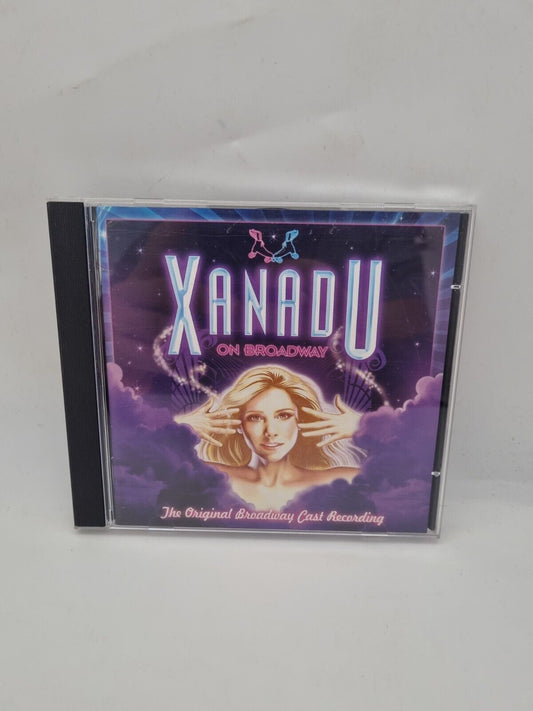 XANADU
ON BROADWAY
The Original Broadway Cast Recording